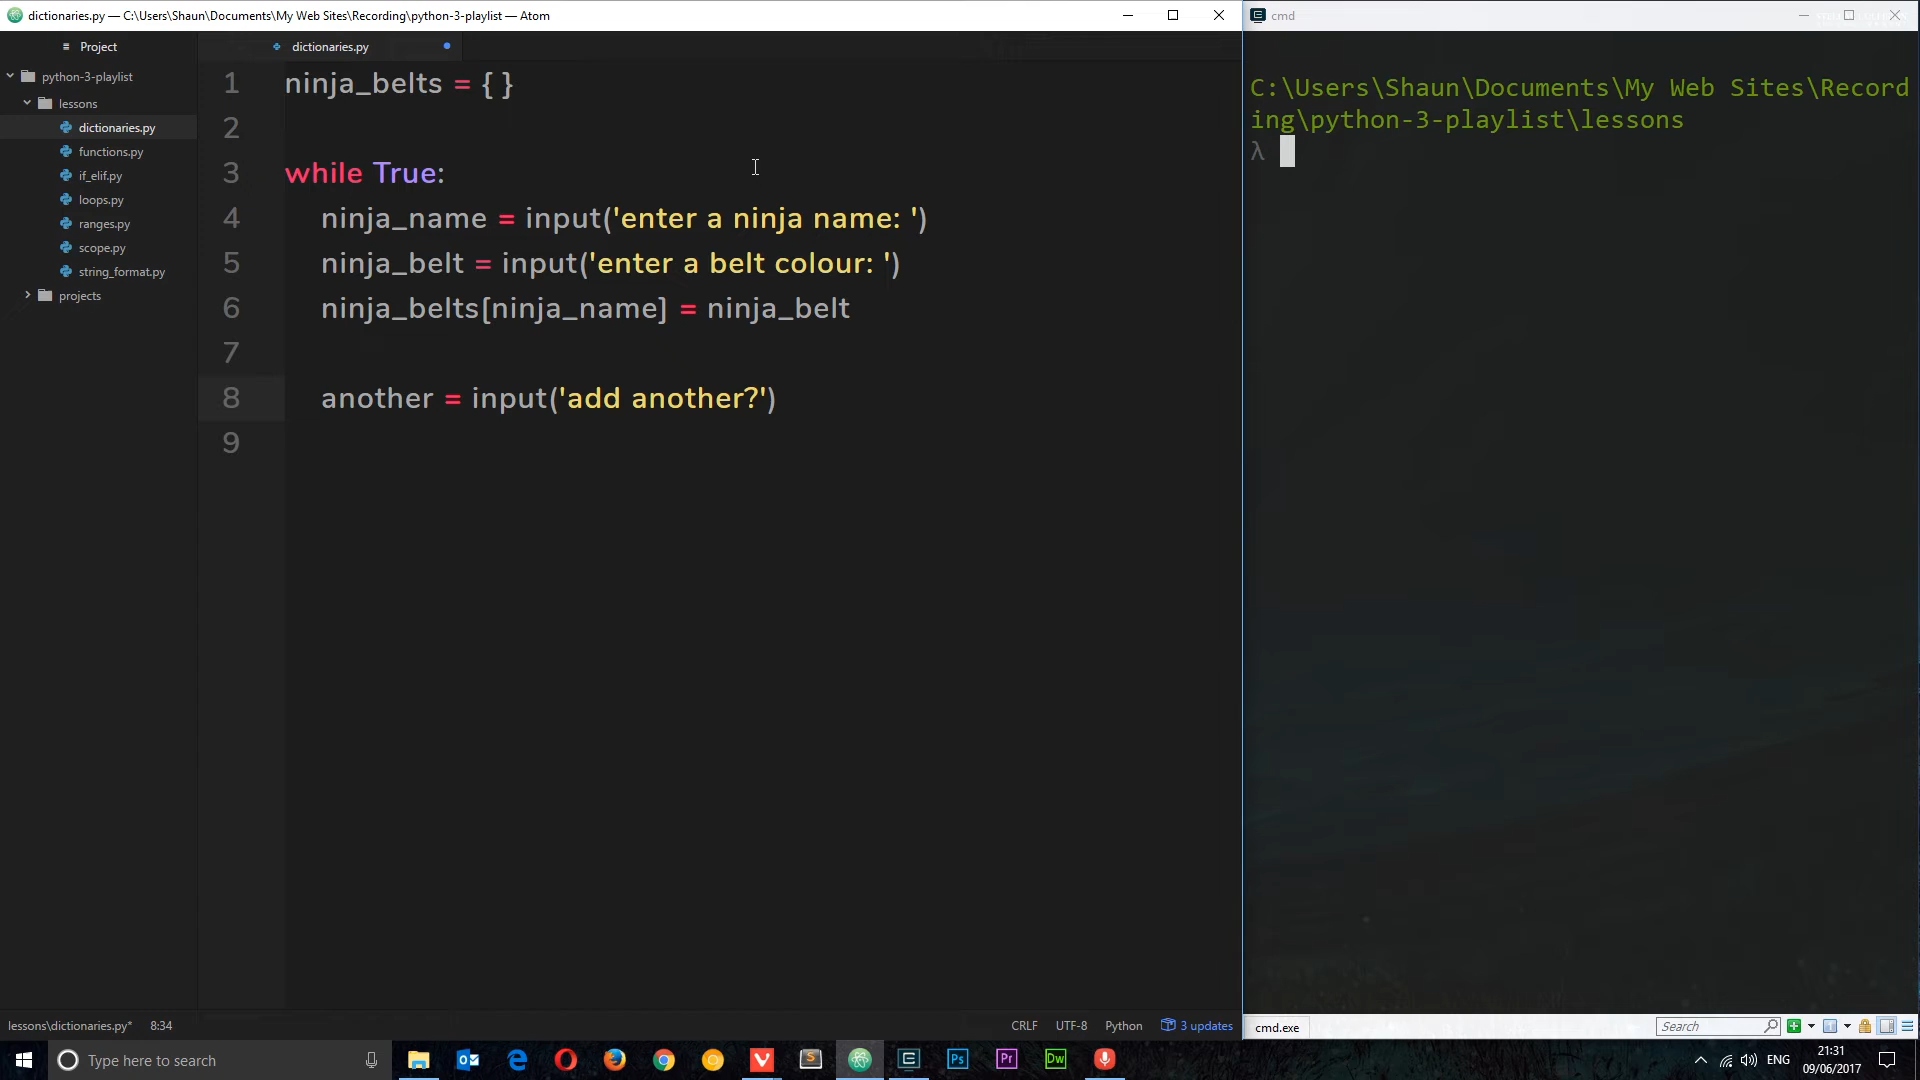 dictionaries.py — C:\Users\Shaun\Documents\My Web Sites\Recording\python-3-playlist — Atom
Project
python-3-playlist
lessons
dictionaries.py
functions.py
if_elif.py
loops.py
ranges.py
scope.py
string_format.py
projects
dictionaries.py
1 ninja_belts = {}
2
3 while True:
4 ninja_name = input('enter a ninja name: ')
5 ninja_belt = input('enter a belt colour: ')
6 ninja_belts[ninja_name] = ninja_belt
7
8 another = input('add another?')
9
lessons\dictionaries.py* 8:34
CRLF UTF-8 Python 3 updates
cmd
C:\Users\Shaun\Documents\My Web Sites\Record
ing\python-3-playlist\lessons
λ
cmd.exe
Search
Type here to search
Ps Pr Dw
ENG
21:31
09/06/2017